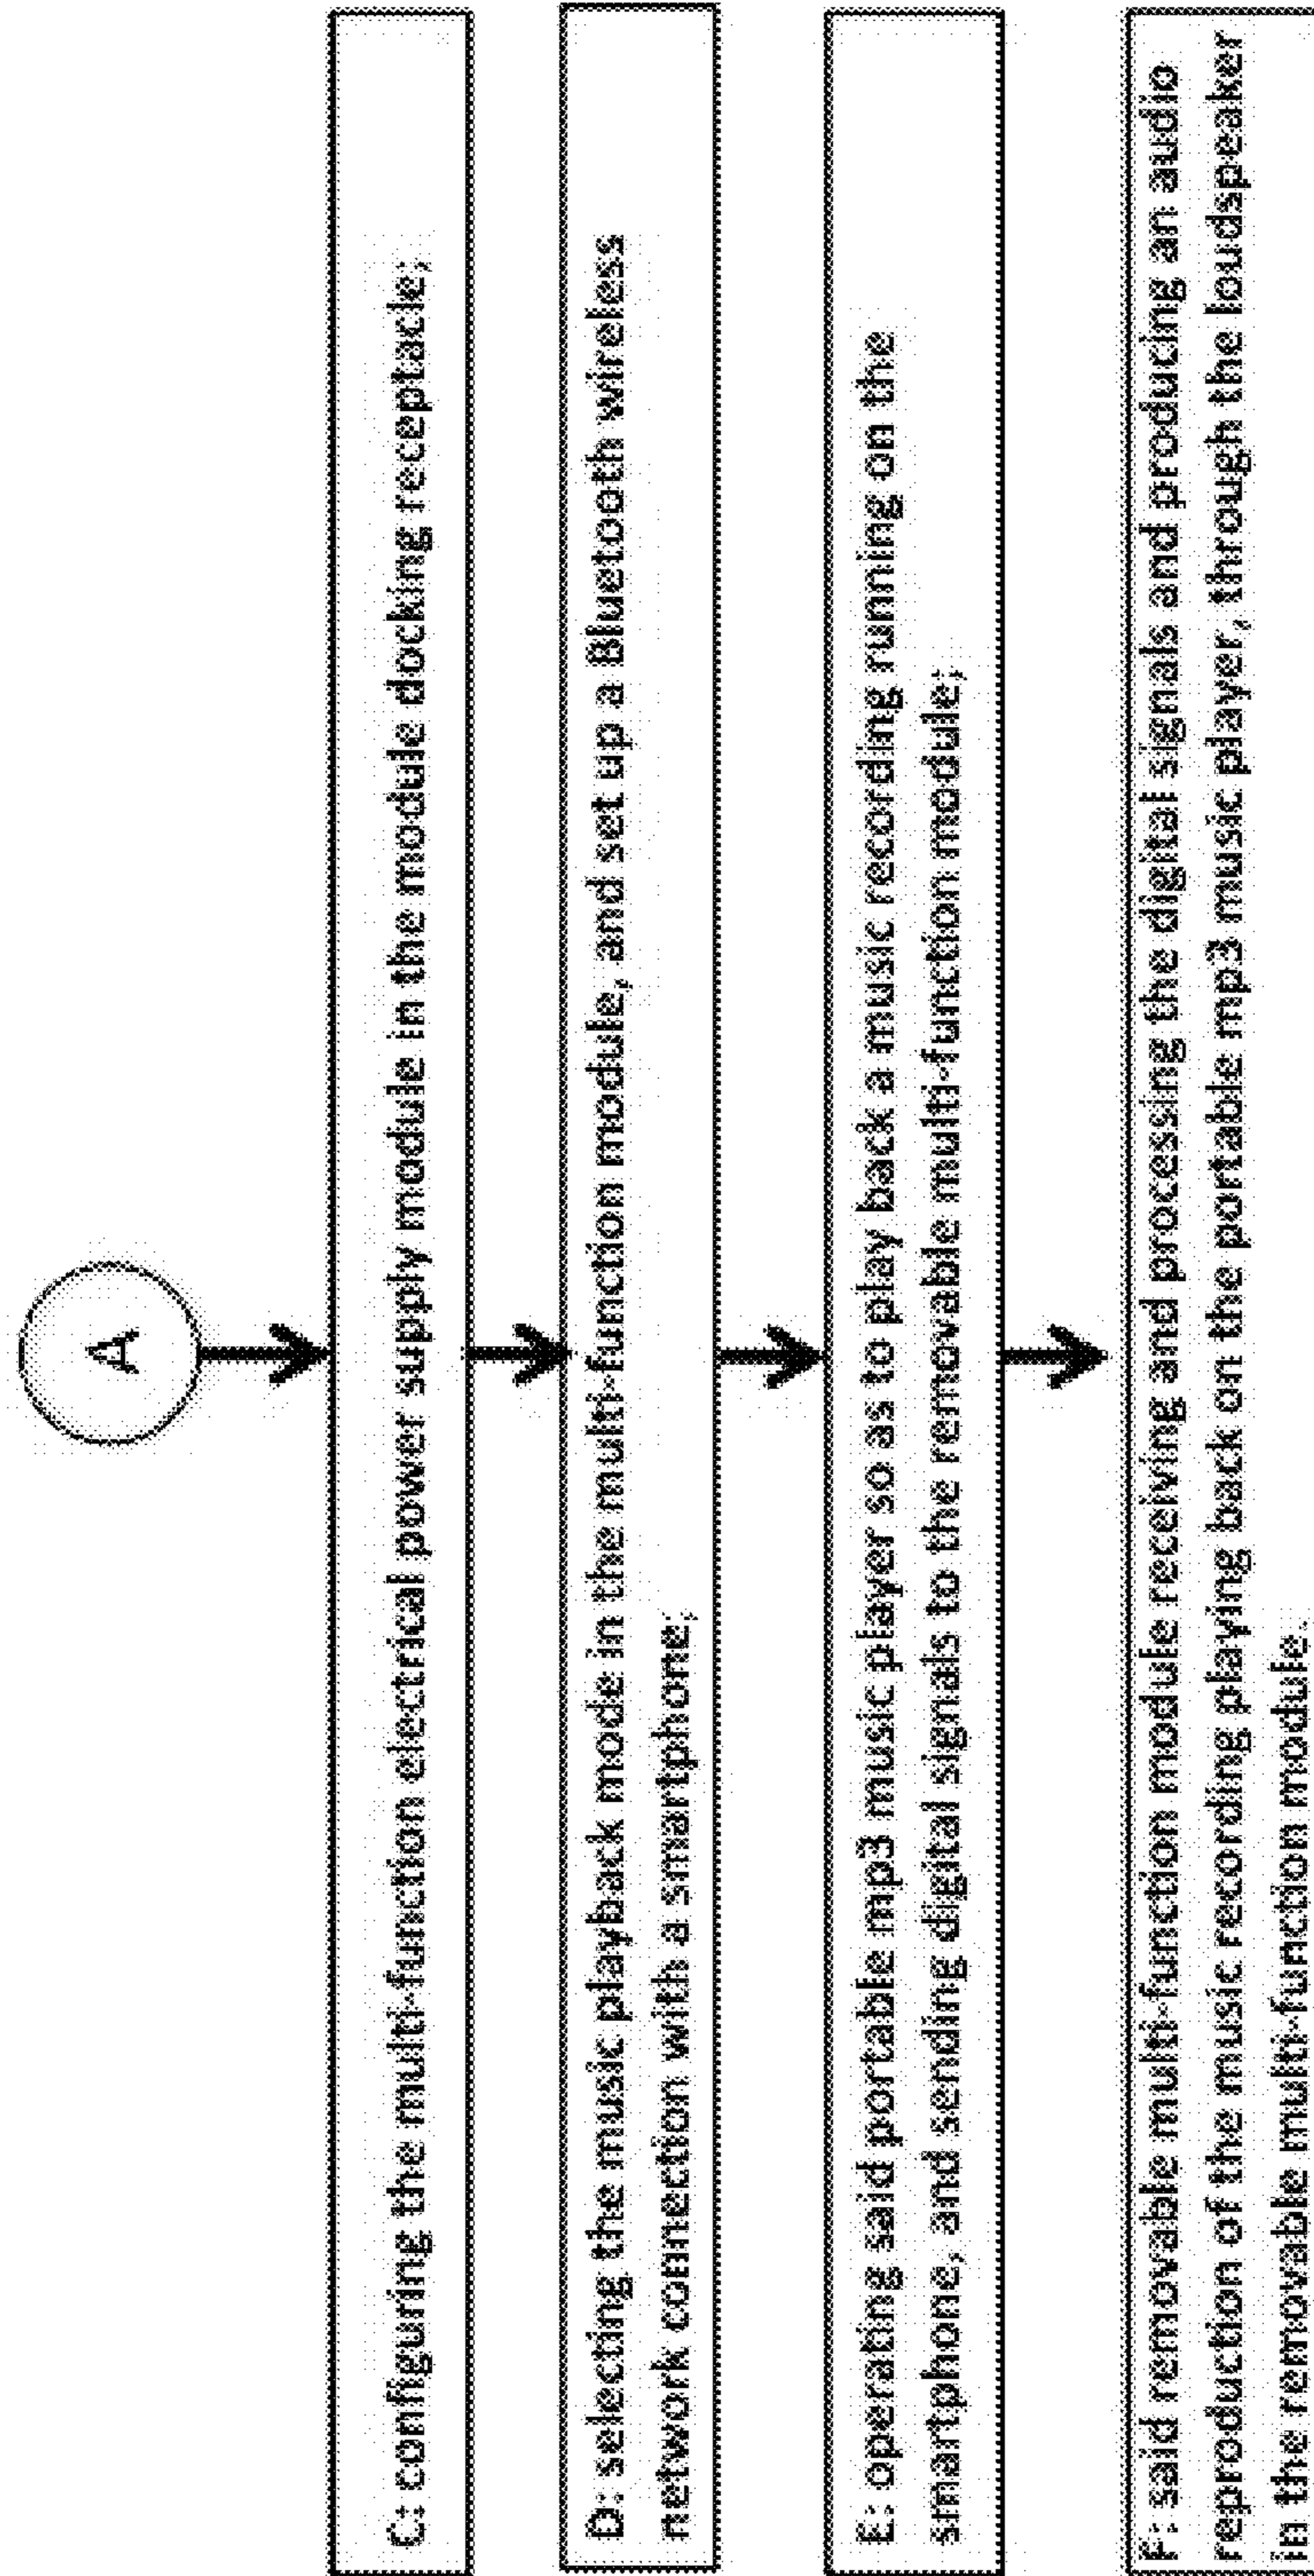 A
C: configuring the multi-function electrical power supply module in the module docking receptacle;
D: selecting the music playback mode in the multi-function module, and set up a Bluetooth wireless
network connection with a smartphone;
E: operating said portable mp3 music player so as to play back a music recording running on the
smartphone, and sending digital signals to the removable multi-function module;
F: said removable multi-function module receiving and processing the digital signals and producing an audio
reproduction of the music recording playing back on the portable mp3 music player, through the loudspeaker
in the removable multi-function module.